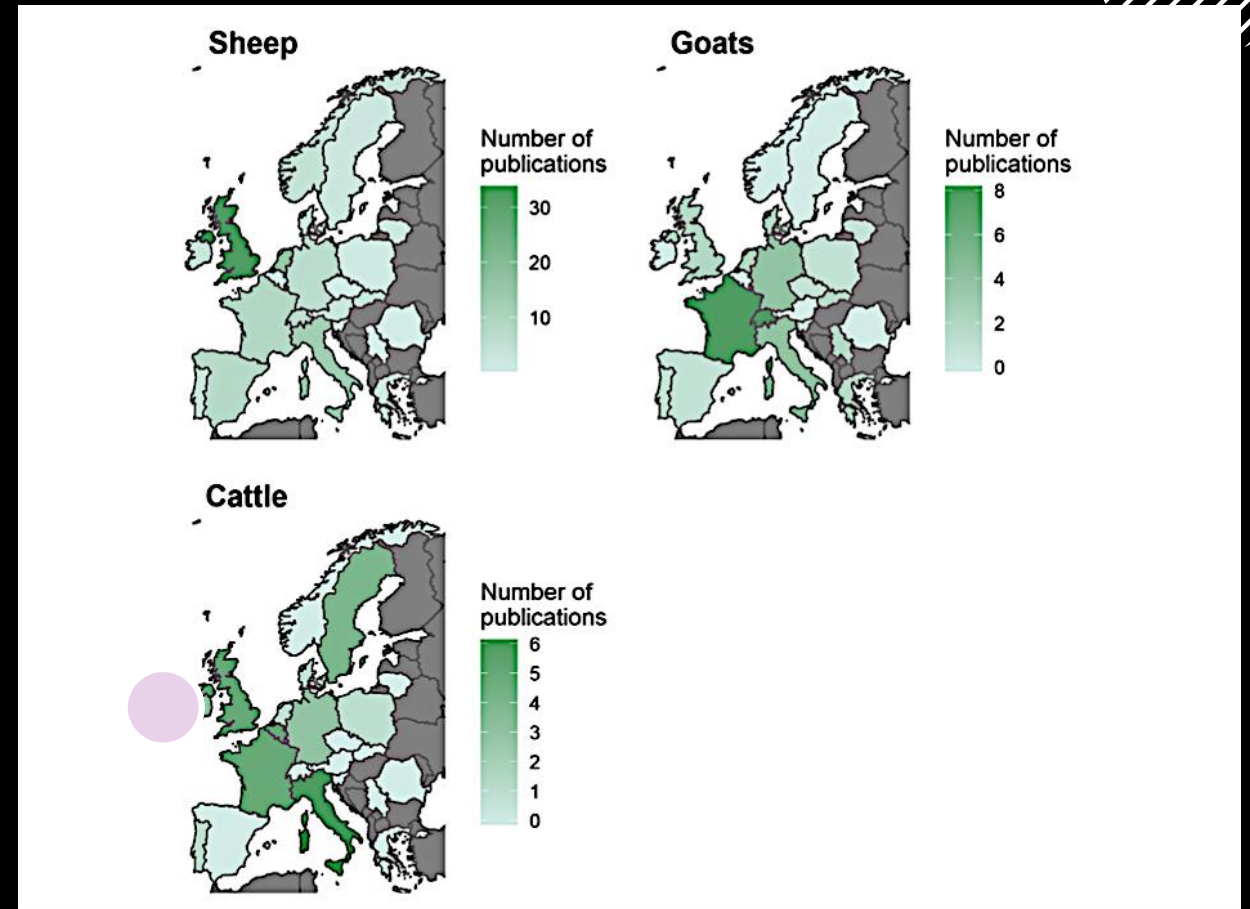 Sheep
Number of
publications
30
20
10
Goats
Number of
publications
8
6
4
2
0
Cattle
Number of
publications
6
5
4
3
2
1
0